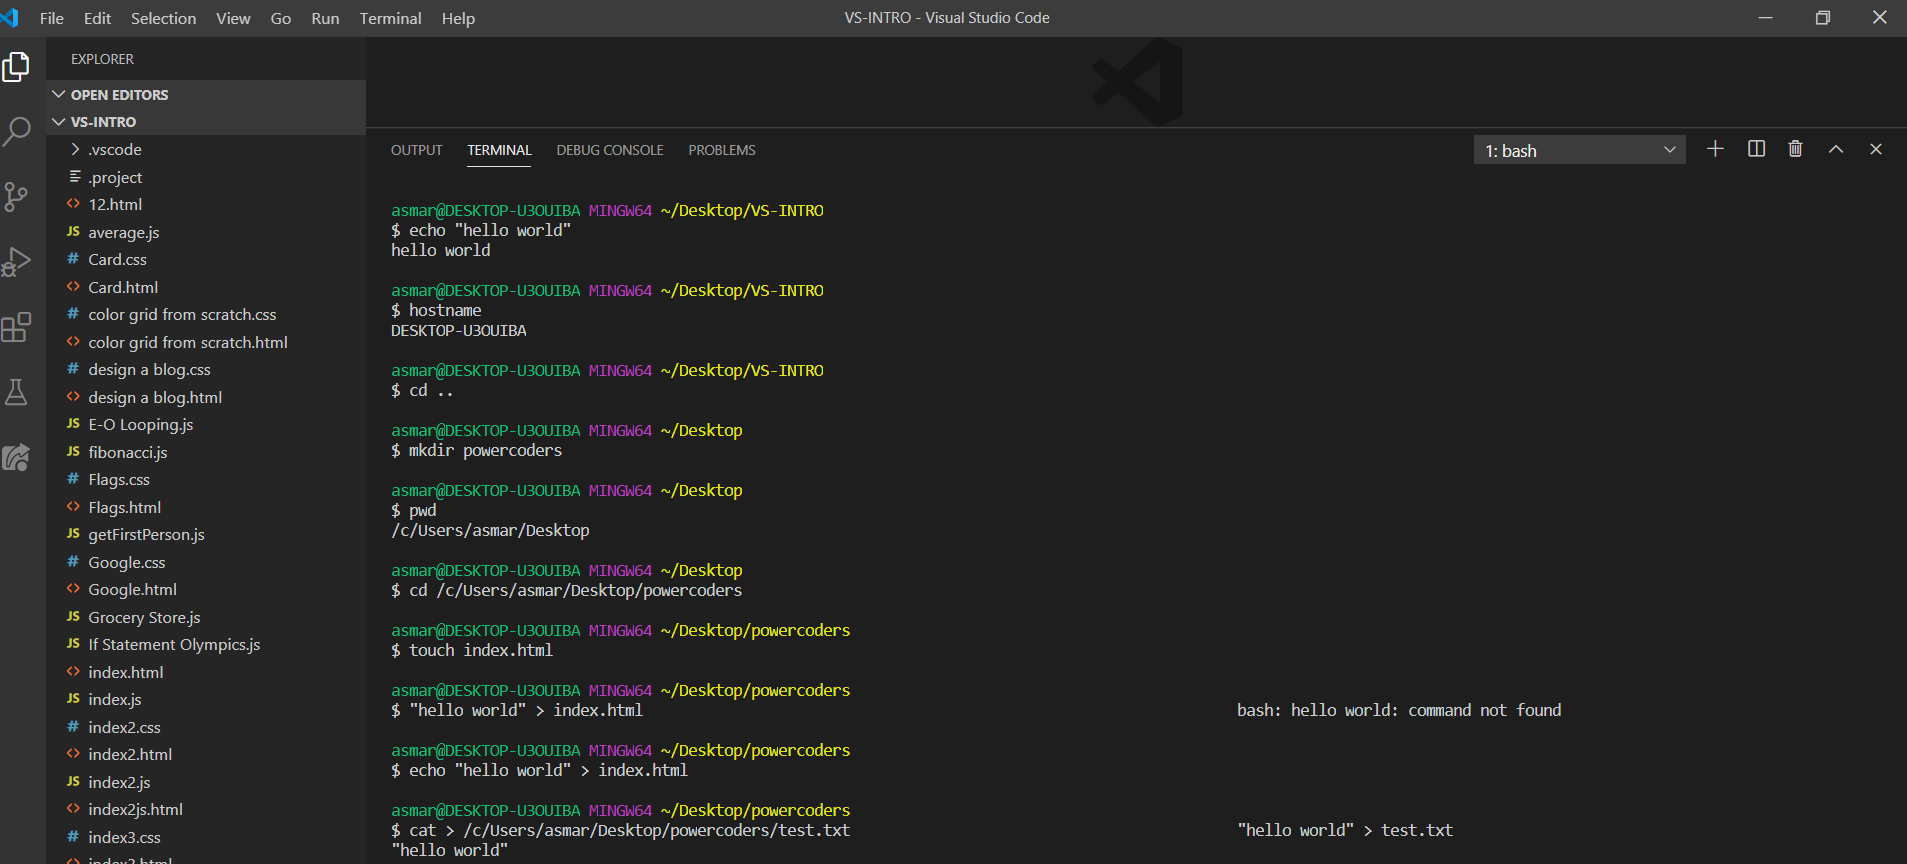 File Edit Selection View Go Run Terminal Help
VS-INTRO - Visual Studio Code
EXPLORER
OPEN EDITORS
VS-INTRO
.vscode
.project
12.html
average.js
Card.css
Card.html
color grid from scratch.css
color grid from scratch.html
design a blog.css
design a blog.html
E-O Looping.js
fibonacci.js
Flags.css
Flags.html
getFirstPerson.js
Google.css
Google.html
Grocery Store.js
If Statement Olympics.js
index.html
index.js
index2.css
index2.html
index2.js
index2js.html
index3.css
index3.html
OUTPUT TERMINAL DEBUG CONSOLE PROBLEMS
1: bash
asmar@DESKTOP-U3OUIBA MINGW64 ~/Desktop/VS-INTRO
$ echo "hello world"
hello world
asmar@DESKTOP-U3OUIBA MINGW64 ~/Desktop/VS-INTRO
$ hostname
DESKTOP-U3OUIBA
asmar@DESKTOP-U3OUIBA MINGW64 ~/Desktop/VS-INTRO
$ cd ..
asmar@DESKTOP-U3OUIBA MINGW64 ~/Desktop
$ mkdir powercoders
asmar@DESKTOP-U3OUIBA MINGW64 ~/Desktop
$ pwd
/c/Users/asmar/Desktop
asmar@DESKTOP-U3OUIBA MINGW64 ~/Desktop
$ cd /c/Users/asmar/Desktop/powercoders
asmar@DESKTOP-U3OUIBA MINGW64 ~/Desktop/powercoders
$ touch index.html
asmar@DESKTOP-U3OUIBA MINGW64 ~/Desktop/powercoders
$ "hello world" > index.html bash: hello world: command not found
asmar@DESKTOP-U3OUIBA MINGW64 ~/Desktop/powercoders
$ echo "hello world" > index.html
asmar@DESKTOP-U3OUIBA MINGW64 ~/Desktop/powercoders
$ cat > /c/Users/asmar/Desktop/powercoders/test.txt "hello world" > test.txt
"hello world"